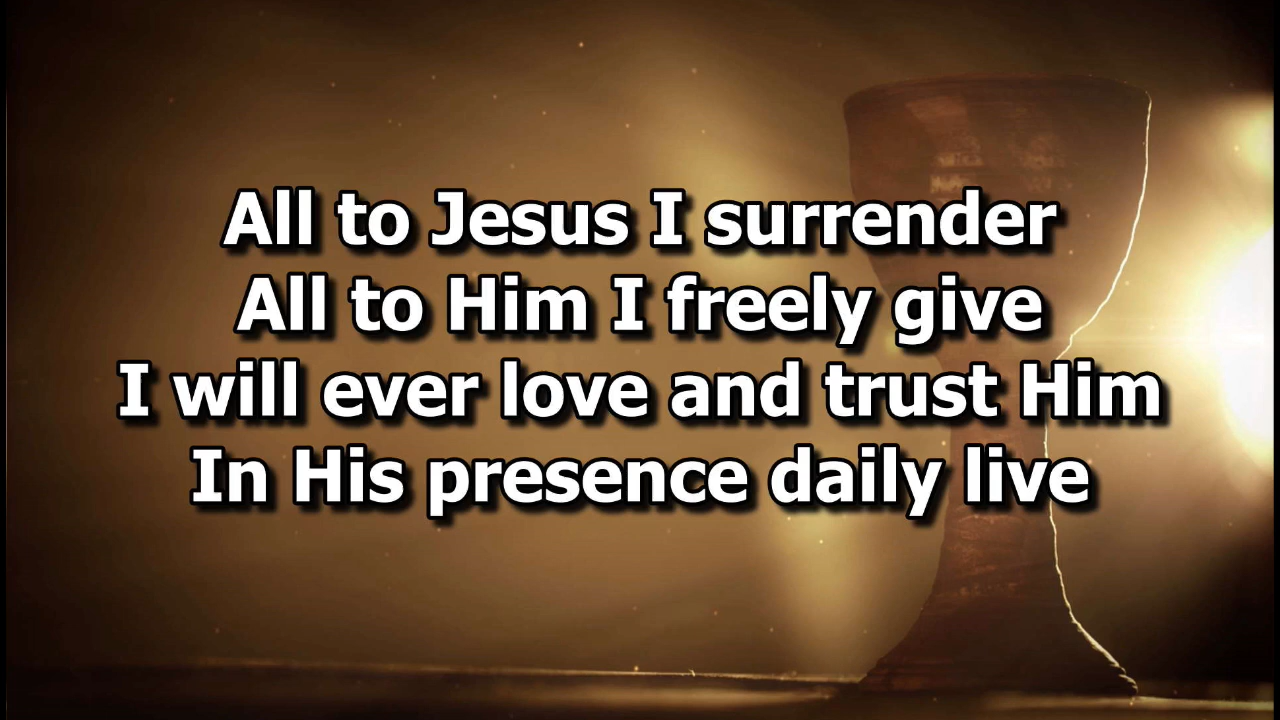 All to Jesus I surrender
All to Him I freely give
I will ever love and trust Him
In His presence daily live